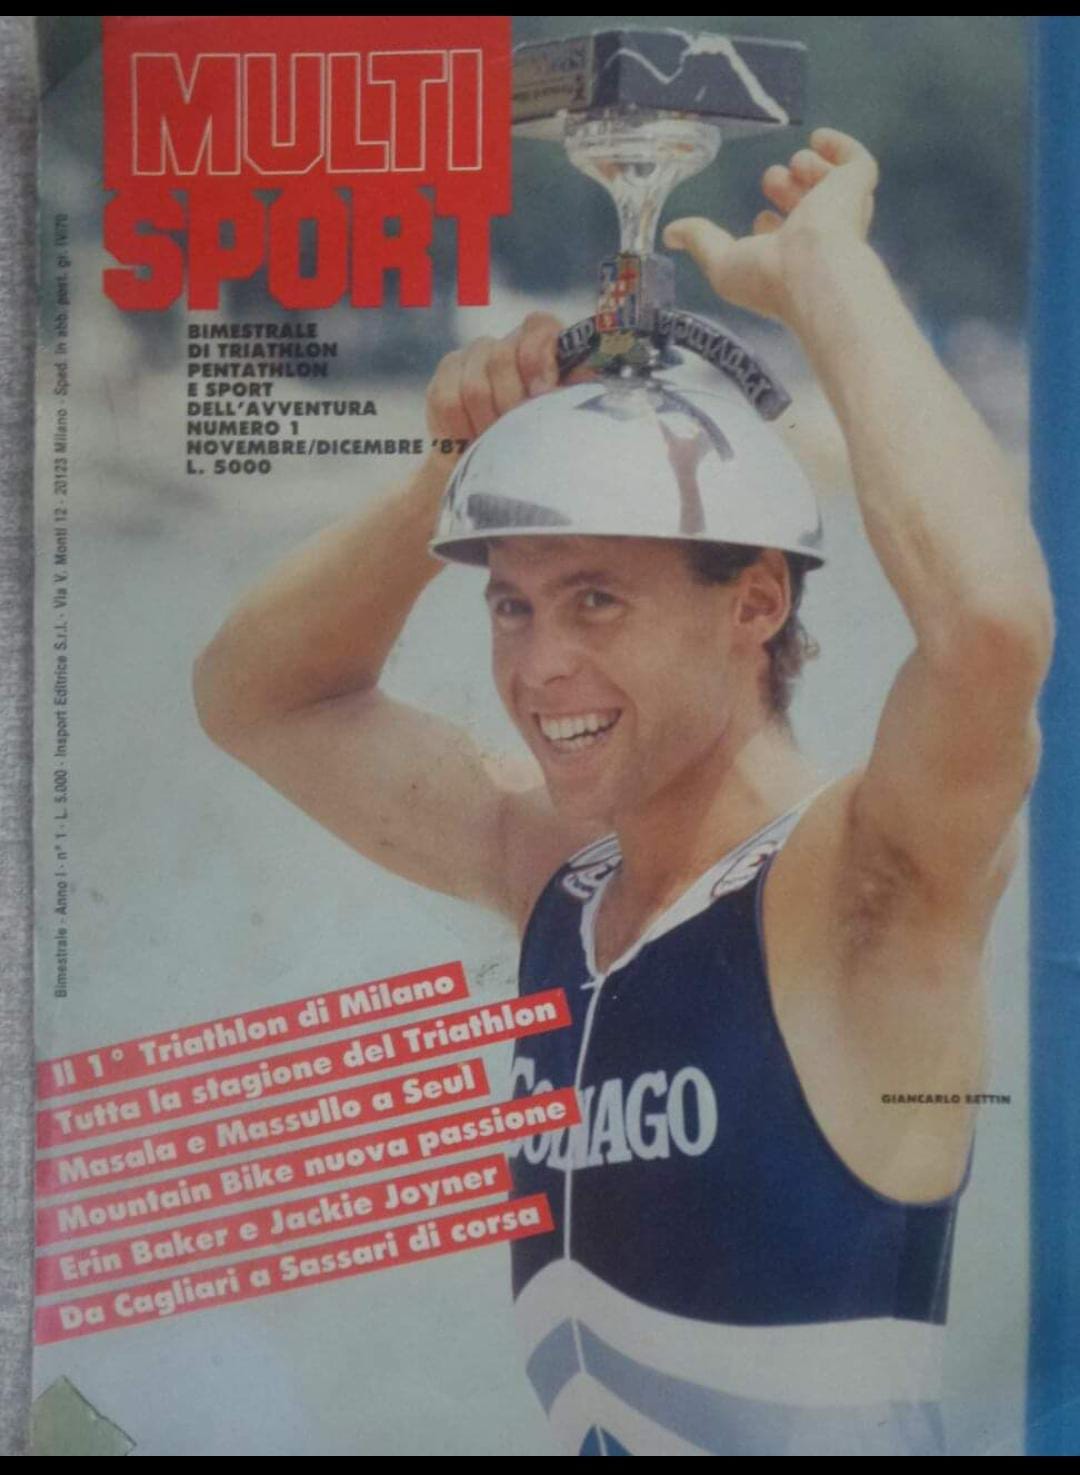 MULTI
SPORT
BIMESTRALE
DI TRIATHLON
PENTATHLON
E SPORT
DELL'AVVENTURA
NUMERO 1
NOVEMBRE/DICEMBRE '87
L. 5000
Bimestrale - Anno I - n° 1 - L. 5.000 - Insport Editrice S.r.l. - Via V. Monti 12 - 20123 Milano - Sped. in abb. post. gr. IV/70
Il 1° Triathlon di Milano
Tutta la stagione del Triathlon
Masala e Massullo a Seul
Mountain Bike nuova passione
Erin Baker e Jackie Joyner
Da Cagliari a Sassari di corsa
COLNAGO
GIANCARLO BETTIN